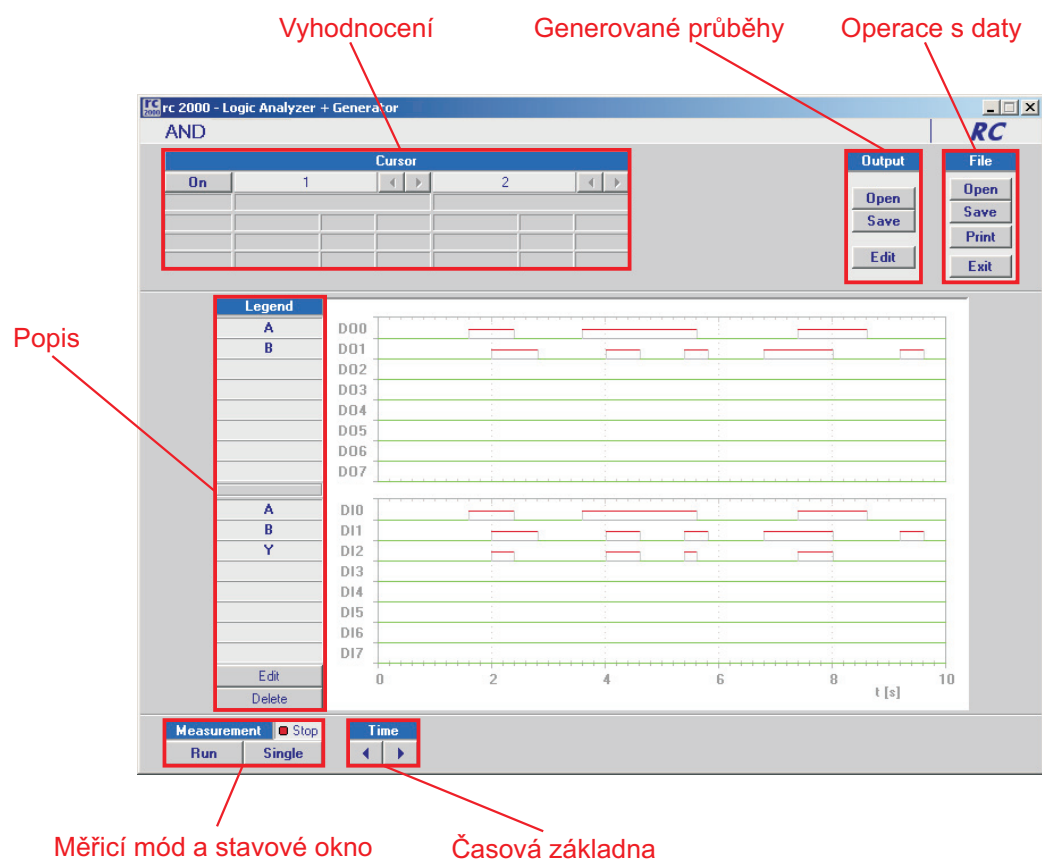 Vyhodnocení Generované průběhy Operace s daty
rc 2000 rc 2000 - Logic Analyzer + Generator
AND RC
Cursor Output File
On 1 2
Open Open
Save Save
Print
Edit Exit
Legend
Popis
A DO0
B DO1
DO2
DO3
DO4
DO5
DO6
DO7
A DI0
B DI1
Y DI2
DI3
DI4
DI5
DI6
DI7
Edit 0 2 4 6 8 10
Delete t [s]
Measurement Stop Time
Run Single
Měřicí mód a stavové okno Časová základna